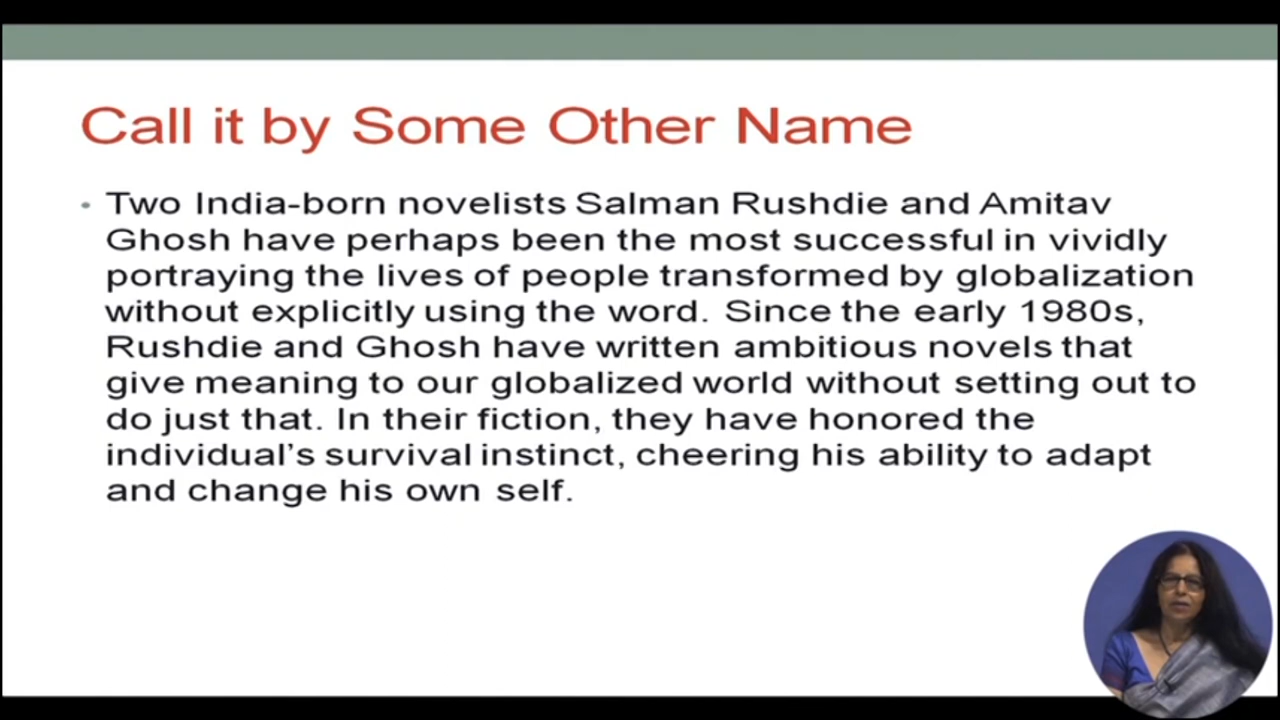 Call it by Some Other Name
• Two India-born novelists Salman Rushdie and Amitav
Ghosh have perhaps been the most successful in vividly
portraying the lives of people transformed by globalization
without explicitly using the word. Since the early 1980s,
Rushdie and Ghosh have written ambitious novels that
give meaning to our globalized world without setting out to
do just that. In their fiction, they have honored the
individual’s survival instinct, cheering his ability to adapt
and change his own self.